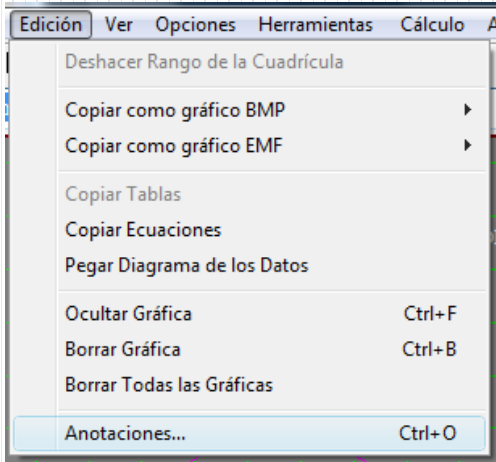 Edición Ver Opciones Herramientas Cálculo
Deshacer Rango de la Cuadrícula
Copiar como gráfico BMP
Copiar como gráfico EMF
Copiar Tablas
Copiar Ecuaciones
Pegar Diagrama de los Datos
Ocultar Gráfica Ctrl+F
Borrar Gráfica Ctrl+B
Borrar Todas las Gráficas
Anotaciones... Ctrl+O